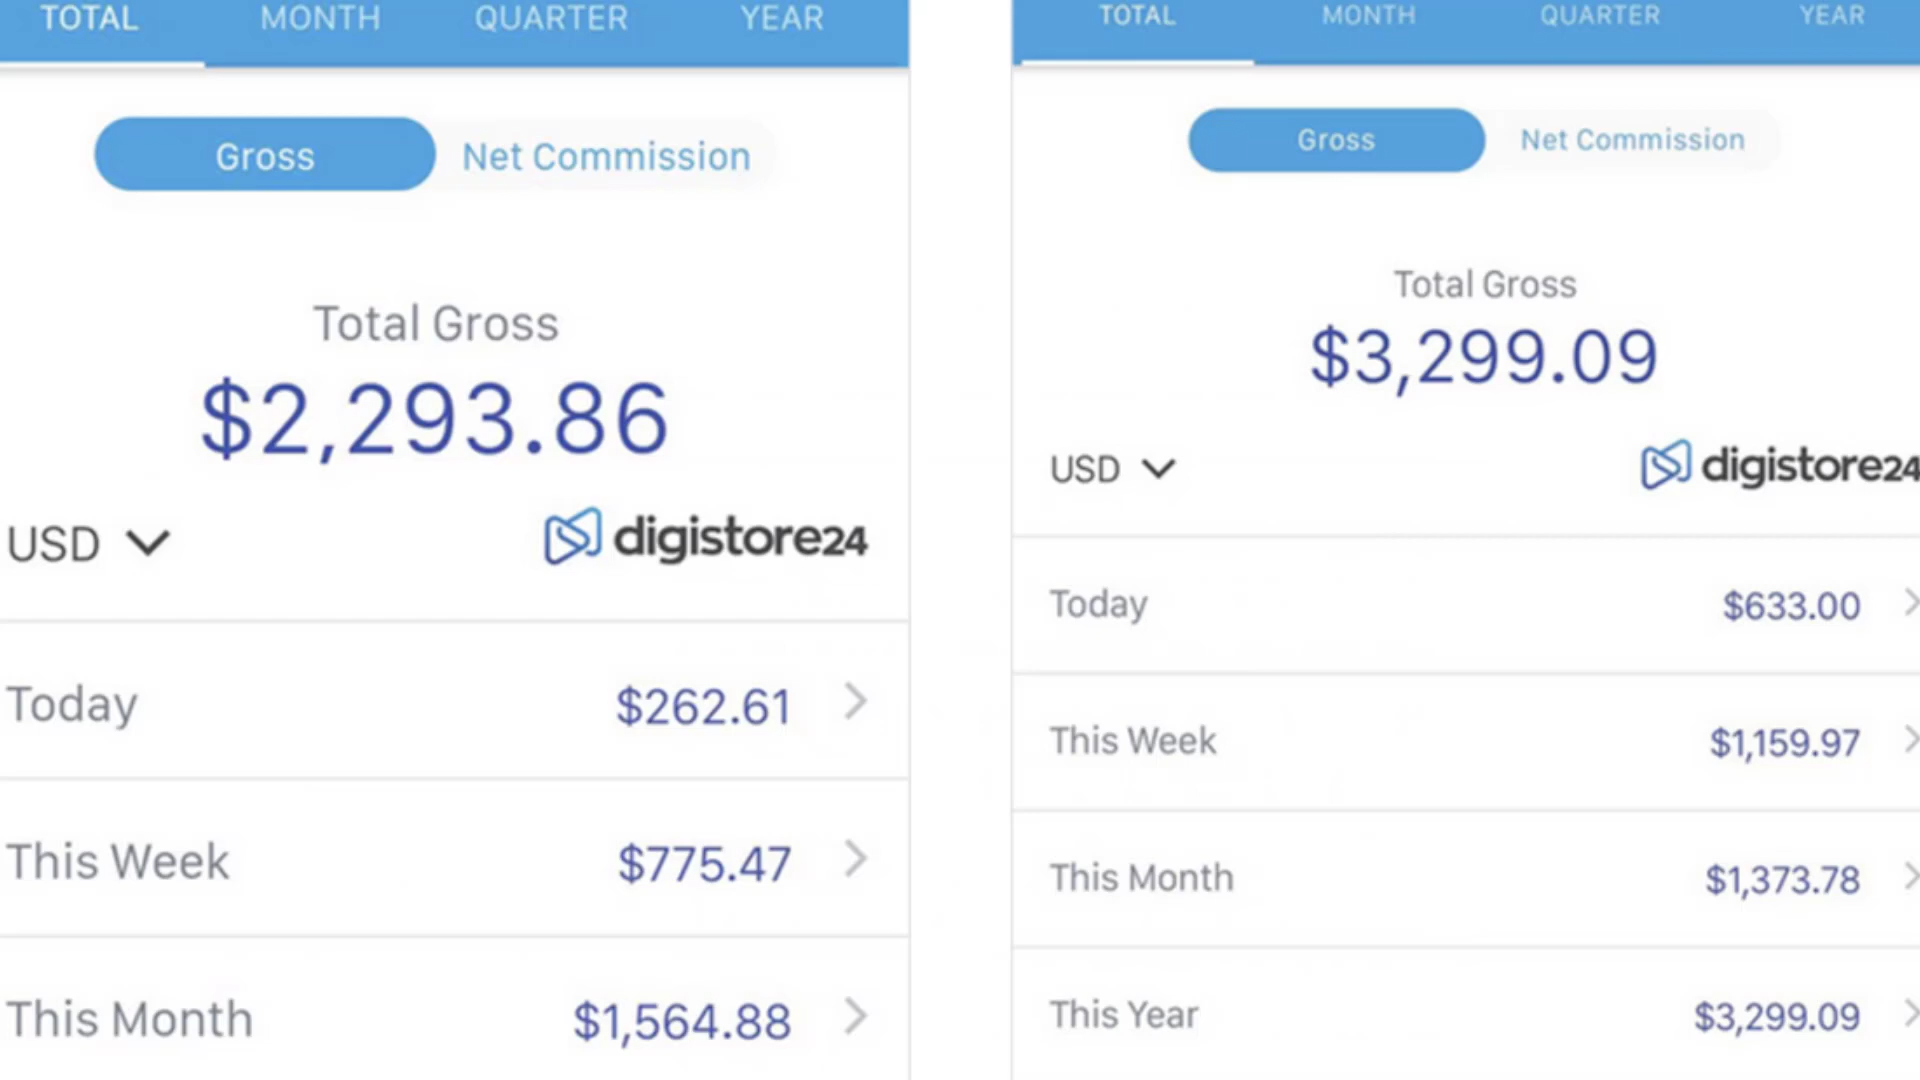 TOTAL MONTH QUARTER YEAR
Gross Net Commission
Total Gross
$2,293.86
USD digistore24
Today $262.61
This Week $775.47
This Month $1,564.88
TOTAL MONTH QUARTER YEAR
Gross Net Commission
Total Gross
$3,299.09
USD digistore24
Today $633.00
This Week $1,159.97
This Month $1,373.78
This Year $3,299.09